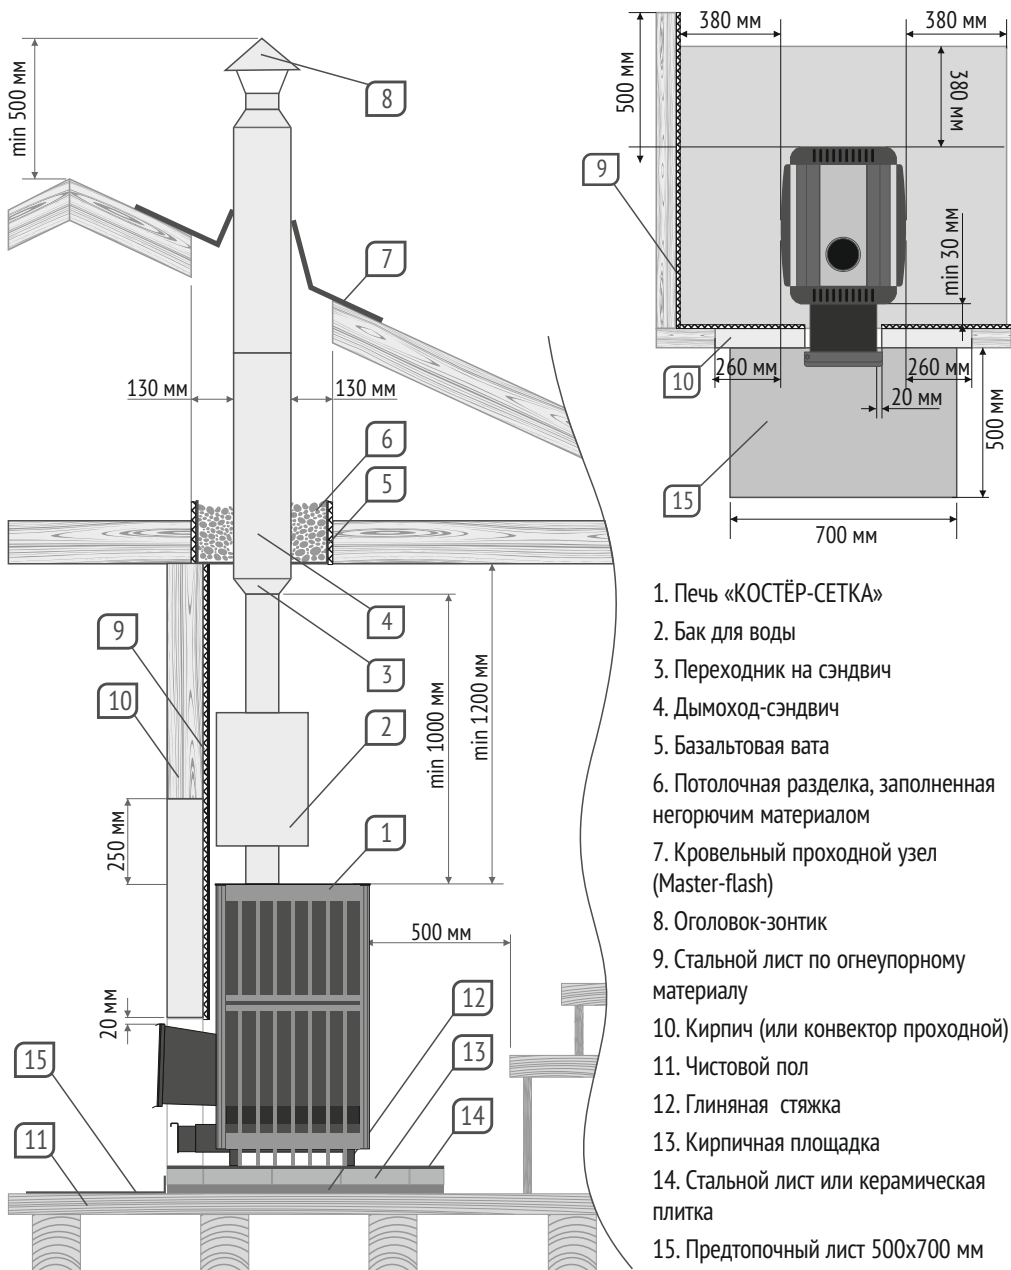 min 500 мм
8
7
130 мм
130 мм
6
5
4
3
9
10
2
1
min 1000 мм
min 1200 мм
250 мм
500 мм
20 мм
12
13
14
15
11
380 мм
380 мм
500 мм
380 мм
9
min 30 мм
10
260 мм
260 мм
20 мм
500 мм
15
700 мм
1. Печь «КОСТЁР-СЕТКА»
2. Бак для воды
3. Переходник на сэндвич
4. Дымоход-сэндвич
5. Базальтовая вата
6. Потолочная разделка, заполненная
негорючим материалом
7. Кровельный проходной узел
(Master-flash)
8. Оголовок-зонтик
9. Стальной лист по огнеупорному
материалу
10. Кирпич (или конвектор проходной)
11. Чистовой пол
12. Глиняная стяжка
13. Кирпичная площадка
14. Стальной лист или керамическая
плитка
15. Предтопочный лист 500х700 мм